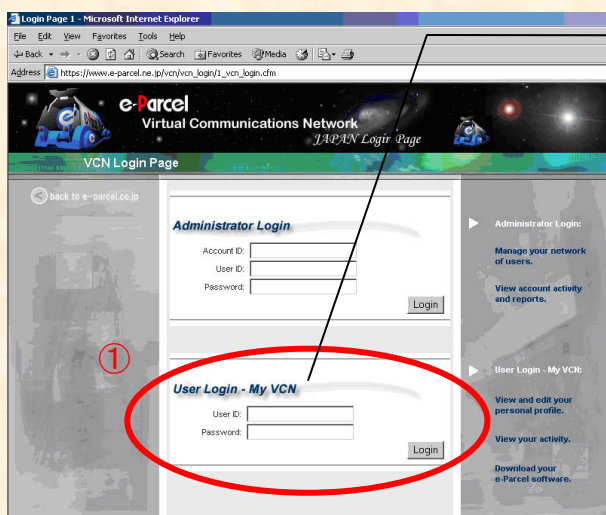 Login Page 1 - Microsoft Internet Explorer
File Edit View Favorites Tools Help
Back Search Favorites Media
Address https://www.e-parcel.ne.jp/vcn/vcn_login/1_vcn_login.cfm
e-Parcel
Virtual Communications Network
JAPAN Login Page
VCN Login Page
back to e-parcel.co.jp
Administrator Login
Account ID:
User ID:
Password:
Login
Administrator Login:
Manage your network
of users.
View account activity
and reports.
①
User Login - My VCN
User ID:
Password:
Login
User Login - My VCN:
View and edit your
personal profile.
View your activity.
Download your
e-Parcel software.